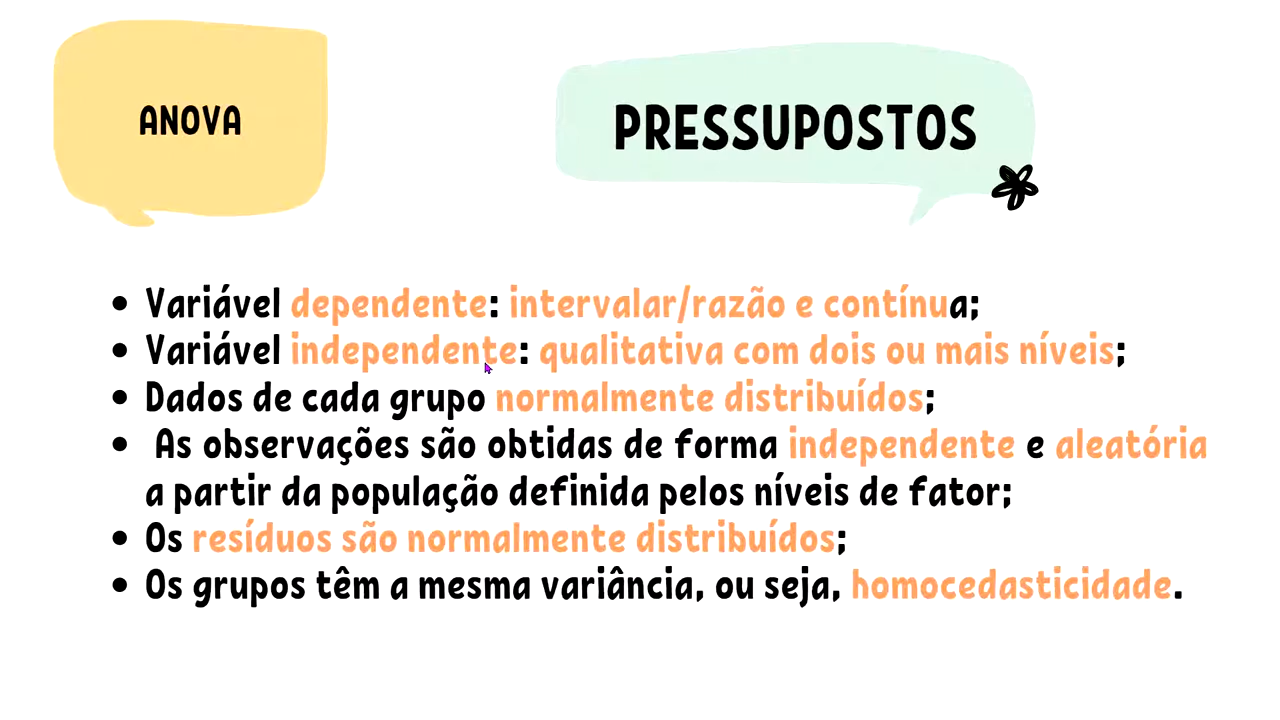 ANOVA
PRESSUPOSTOS
• Variável dependente: intervalar/razão e contínua;
• Variável independente: qualitativa com dois ou mais níveis;
• Dados de cada grupo normalmente distribuídos;
• As observações são obtidas de forma independente e aleatória
a partir da população definida pelos níveis de fator;
• Os resíduos são normalmente distribuídos;
• Os grupos têm a mesma variância, ou seja, homocedasticidade.